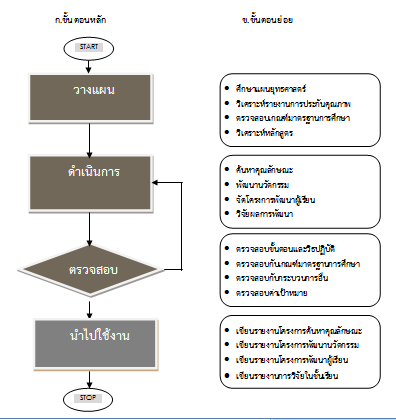 ก.ขั้นตอนหลัก
ข.ขั้นตอนย่อย
START
วางแผน
• ศึกษาแผนยุทธศาสตร์
• วิเคราะห์รายงานการประกันคุณภาพ
• ตรวจสอบเกณฑ์มาตรฐานการศึกษา
• วิเคราะห์หลักสูตร
ดำเนินการ
• ค้นหาคุณลักษณะ
• พัฒนานวัตกรรม
• จัดโครงการพัฒนาผู้เรียน
• วิจัยผลการพัฒนา
ตรวจสอบ
• ตรวจสอบขั้นตอนและวิธปฏิบัติ
• ตรวจสอบกับเกณฑ์มาตรฐานการศึกษา
• ตรวจสอบกับกระบวนการอื่น
• ตรวจสอบค่าเป้าหมาย
นำไปใช้งาน
• เขียนรายงานโครงการค้นหาคุณลักษณะ
• เขียนรายงานโครงการพัฒนานวัตกรรม
• เขียนรายงานโครงการพัฒนาผู้เรียน
• เขียนรายงานการวิจัยในชั้นเรียน
STOP